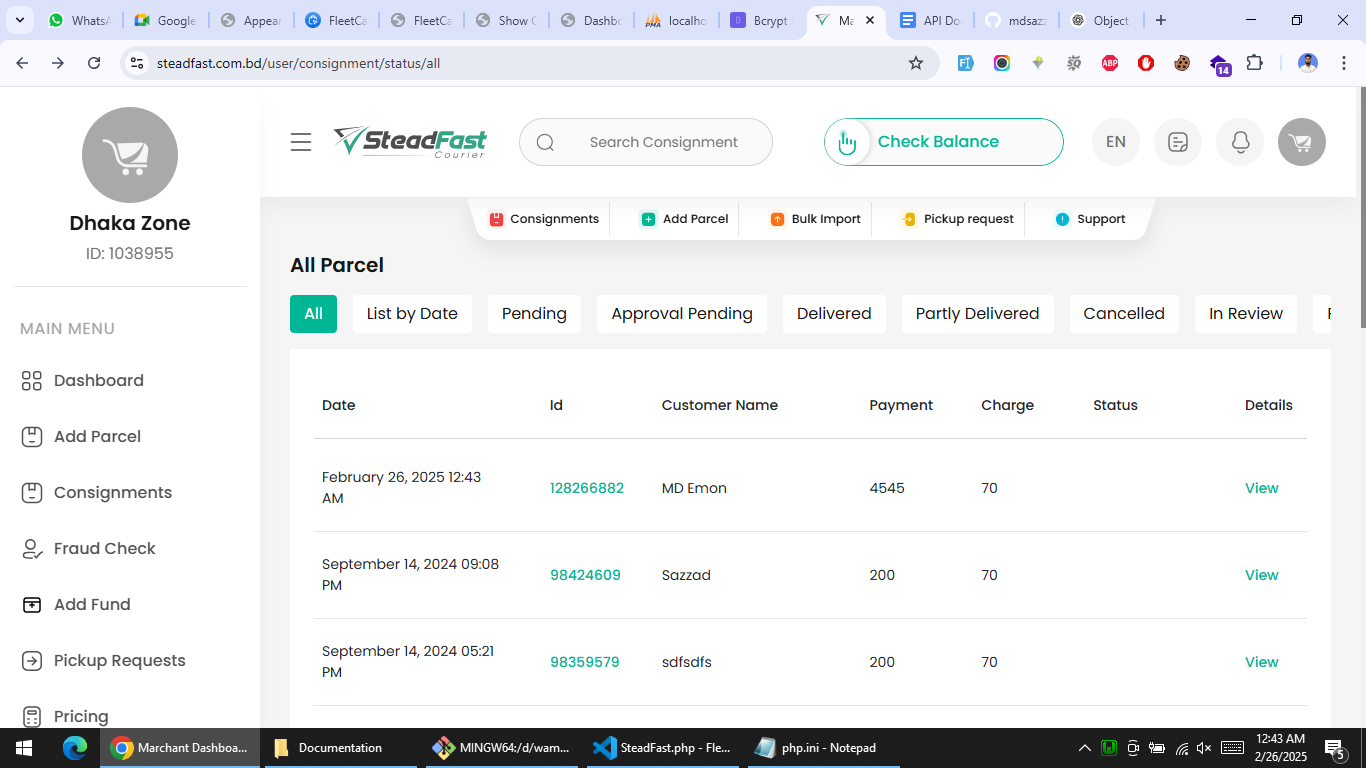 WhatsA
Google
Appear
FleetCa
FleetCa
Show C
Dashbo
localho
Bcrypt
Ma
API Do
mdsazz
Object
steadfast.com.bd/user/consignment/status/all
ABP
14
SteadFast
Courier
Search Consignment
Check Balance
EN
Dhaka Zone
ID: 1038955
Consignments
Add Parcel
Bulk Import
Pickup request
Support
MAIN MENU
Dashboard
Add Parcel
Consignments
Fraud Check
Add Fund
Pickup Requests
Pricing
All Parcel
All
List by Date
Pending
Approval Pending
Delivered
Partly Delivered
Cancelled
In Review
Date Id Customer Name Payment Charge Status Details
February 26, 2025 12:43
AM
128266882 MD Emon 4545 70 View
September 14, 2024 09:08
PM
98424609 Sazzad 200 70 View
September 14, 2024 05:21
PM
98359579 sdfsdfs 200 70 View
Marchant Dashboa...
Documentation
MINGW64:/d/wam...
SteadFast.php - Fle...
php.ini - Notepad
12:43 AM
2/26/2025
5